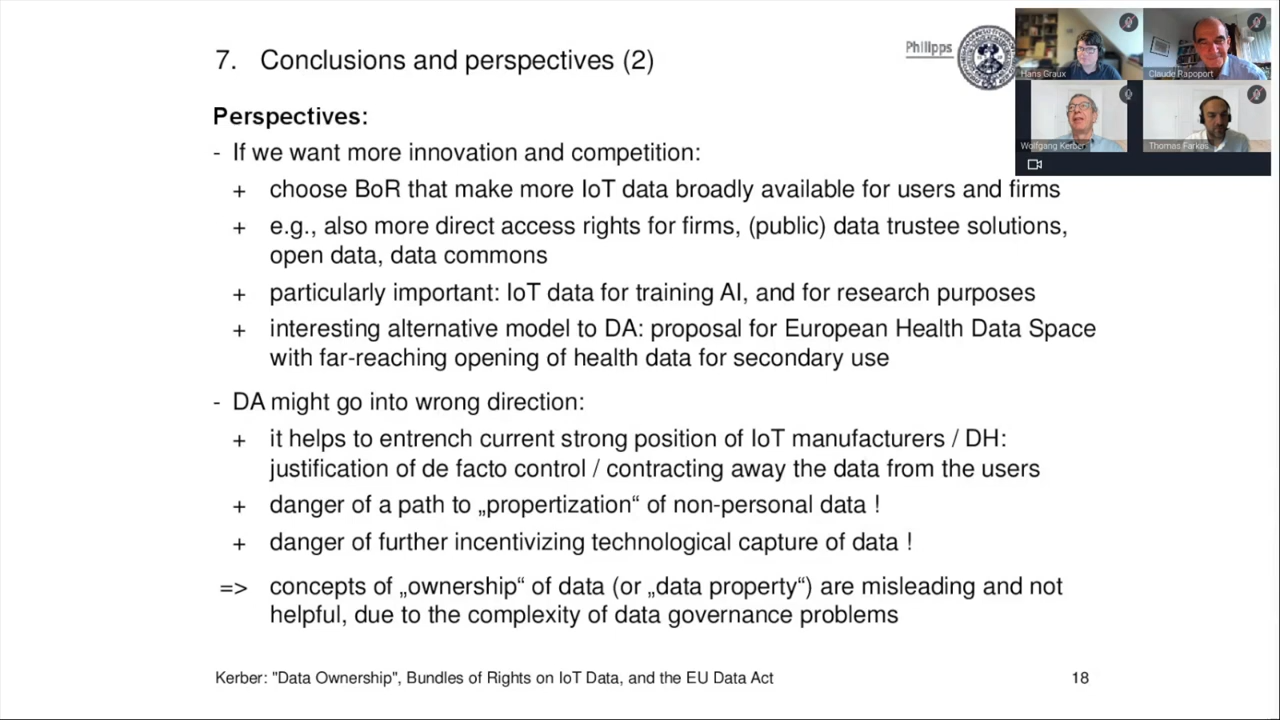 7. Conclusions and perspectives (2)
Philipps
Hans Graux
Claude Rapoport
Wolfgang Kerber
Thomas Farkas
Perspectives:
- If we want more innovation and competition:
+ choose BoR that make more IoT data broadly available for users and firms
+ e.g., also more direct access rights for firms, (public) data trustee solutions,
open data, data commons
+ particularly important: IoT data for training AI, and for research purposes
+ interesting alternative model to DA: proposal for European Health Data Space
with far-reaching opening of health data for secondary use
- DA might go into wrong direction:
+ it helps to entrench current strong position of IoT manufacturers / DH:
justification of de facto control / contracting away the data from the users
+ danger of a path to „propertization“ of non-personal data !
+ danger of further incentivizing technological capture of data !
=> concepts of „ownership“ of data (or „data property“) are misleading and not
helpful, due to the complexity of data governance problems
Kerber: "Data Ownership", Bundles of Rights on IoT Data, and the EU Data Act
18